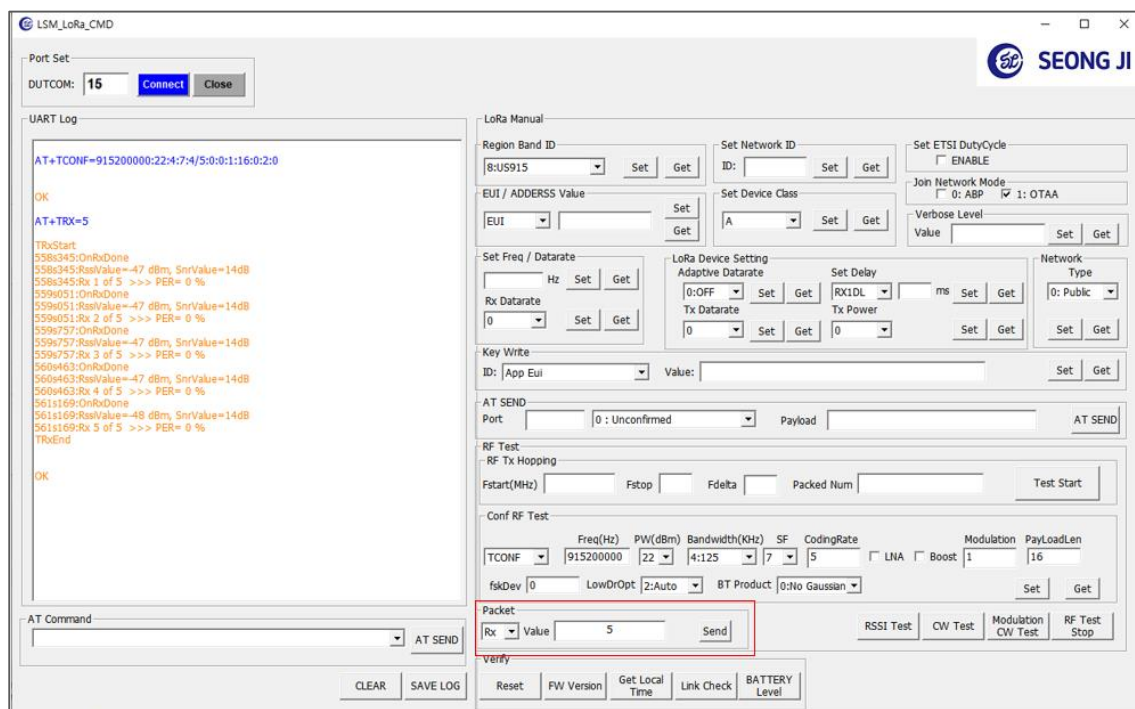 LSM_LoRa_CMD
SEONG JI
Port Set
DUTCOM: 15 Connect Close
UART Log
AT+TCONF=915200000:22:4:7:4/5:0:0:1:16:0:2:0
OK
AT+TRX=5
TRxStart
558s345:OnRxDone
558s345:RssiValue=-47 dBm, SnrValue=14dB
558s345:Rx 1 of 5 >>> PER= 0 %
559s051:OnRxDone
559s051:RssiValue=-47 dBm, SnrValue=14dB
559s051:Rx 2 of 5 >>> PER= 0 %
559s757:OnRxDone
559s757:RssiValue=-47 dBm, SnrValue=14dB
559s757:Rx 3 of 5 >>> PER= 0 %
560s463:OnRxDone
560s463:RssiValue=-47 dBm, SnrValue=14dB
560s463:Rx 4 of 5 >>> PER= 0 %
561s169:OnRxDone
561s169:RssiValue=-48 dBm, SnrValue=14dB
561s169:Rx 5 of 5 >>> PER= 0 %
TRxEnd
OK
AT Command
AT SEND
CLEAR SAVE LOG
LoRa Manual
Region Band ID
8:US915 Set Get
Set Network ID
ID: Set Get
Set ETSI DutyCycle
ENABLE
Join Network Mode
0: ABP 1: OTAA
EUI / ADDERSS Value
EUI Set
Get
Set Device Class
A Set Get
Verbose Level
Value Set Get
Set Freq / Datarate
Hz Set Get
Rx Datarate
0 Set Get
LoRa Device Setting
Adaptive Datarate Set Delay
0:OFF Set Get RX1DL ms Set Get
Tx Datarate Tx Power
0 Set Get 0 Set Get
Network
Type
0: Public
Set Get
Key Write
ID: App Eui Value: Set Get
AT SEND
Port 0 : Unconfirmed Payload AT SEND
RF Test
RF Tx Hopping
Fstart(MHz) Fstop Fdelta Packed Num Test Start
Conf RF Test
Freq(Hz) PW(dBm) Bandwidth(KHz) SF CodingRate Modulation PayLoadLen
TCONF 915200000 22 4:125 7 5 LNA Boost 1 16
fskDev 0 LowDrOpt 2:Auto BT Product 0:No Gaussian Set Get
Packet
Rx Value 5 Send
RSSI Test CW Test Modulation CW Test RF Test Stop
Verify
Reset FW Version Get Local Time Link Check BATTERY Level